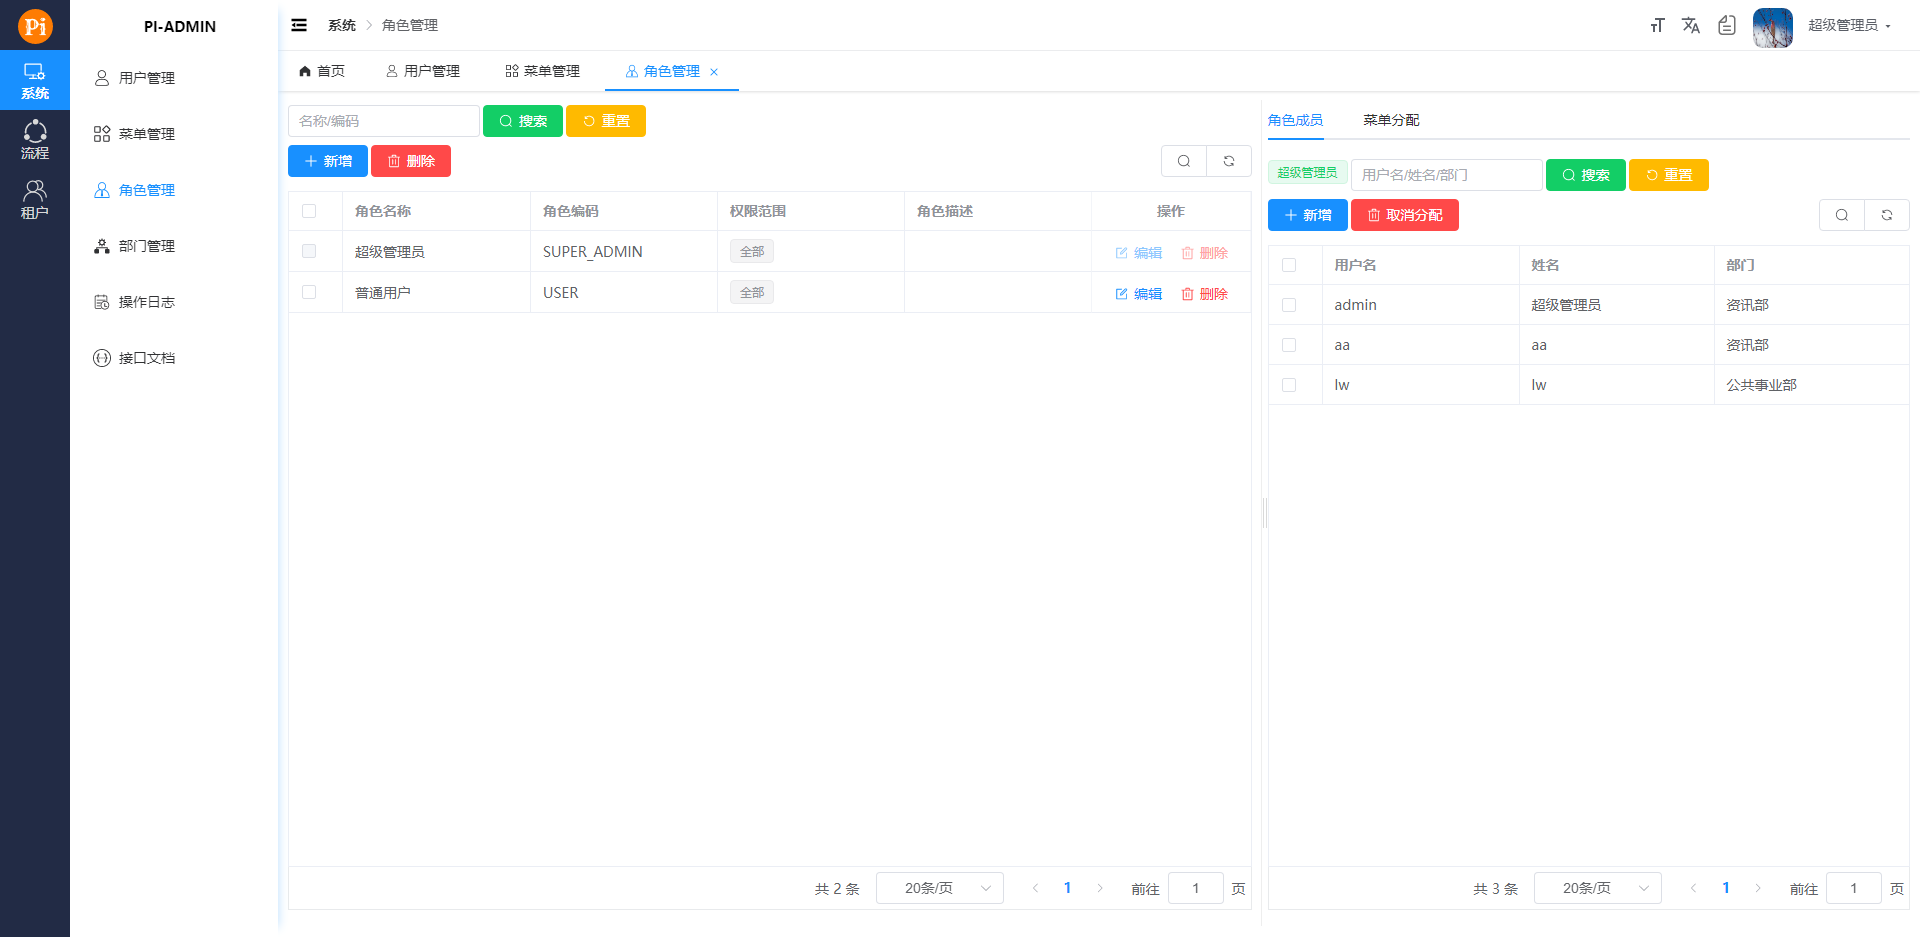 Pi
系统
流程
租户
PI-ADMIN
用户管理
菜单管理
角色管理
部门管理
操作日志
接口文档
系统 角色管理
超级管理员
首页 用户管理 菜单管理 角色管理
名称/编码 搜索 重置
新增 删除
角色名称 角色编码 权限范围 角色描述 操作
超级管理员 SUPER_ADMIN 全部 编辑 删除
普通用户 USER 全部 编辑 删除
共 2 条 20条/页 1 前往 1 页
角色成员 菜单分配
超级管理员 用户名/姓名/部门 搜索 重置
新增 取消分配
用户名 姓名 部门
admin 超级管理员 资讯部
aa aa 资讯部
lw lw 公共事业部
共 3 条 20条/页 1 前往 1 页